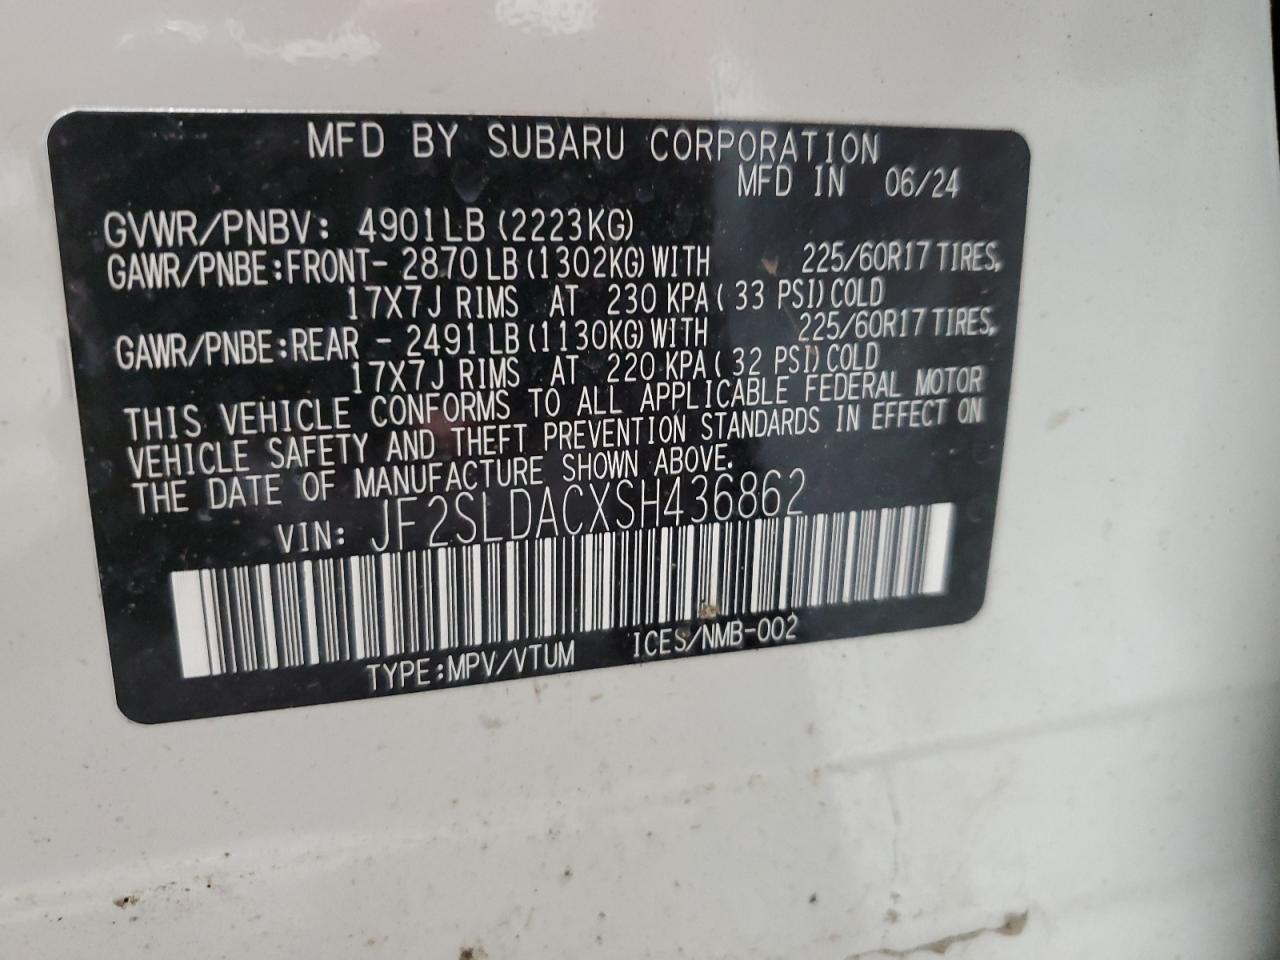 MFD BY SUBARU CORPORATION
MFD IN 06/24
GVWR/PNBV: 4901LB (2223KG)
GAWR/PNBE:FRONT- 2870LB (1302KG) WITH 225/60R17 TIRES,
17X7J RIMS AT 230 KPA( 33 PSI) COLD
GAWR/PNBE:REAR - 2491LB (1130KG) WITH 225/60R17 TIRES,
17X7J RIMS AT 220 KPA( 32 PSI) COLD
THIS VEHICLE CONFORMS TO ALL APPLICABLE FEDERAL MOTOR
VEHICLE SAFETY AND THEFT PREVENTION STANDARDS IN EFFECT ON
THE DATE OF MANUFACTURE SHOWN ABOVE.
VIN: JF2SLDACXSH436862
TYPE:MPV/VTUM ICES/NMB-002